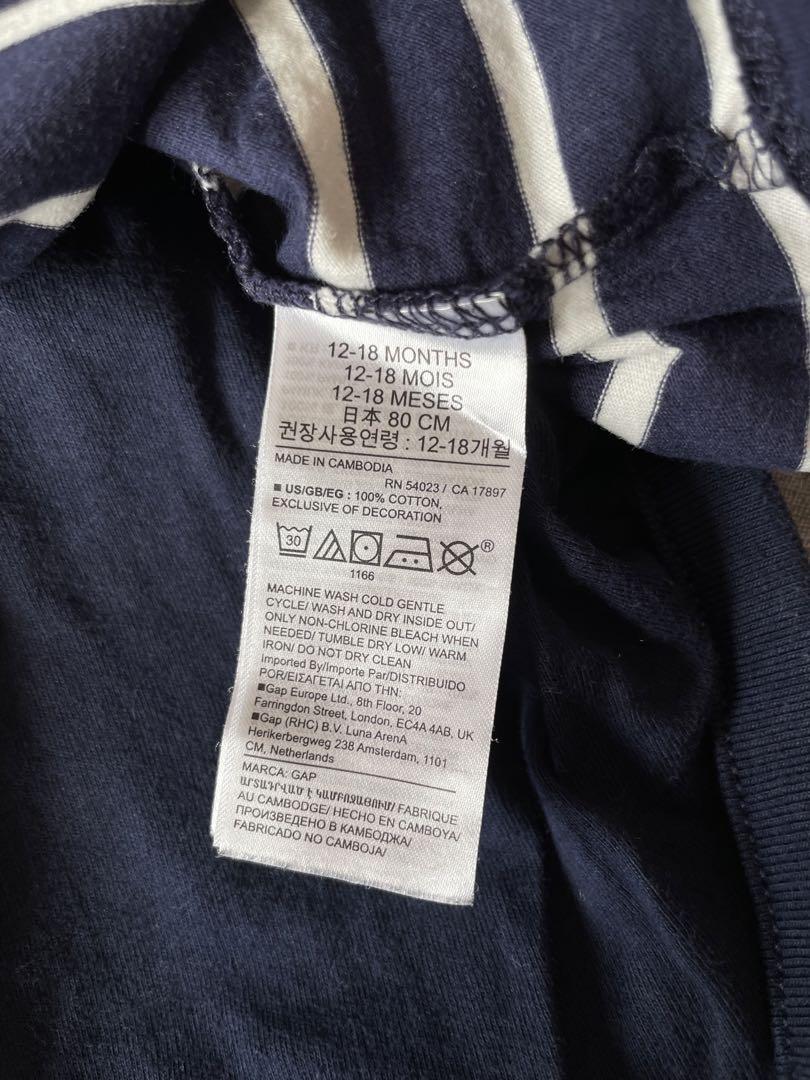 12-18 MONTHS
12-18 MOIS
12-18 MESES
日本 80 CM
권장사용연령 : 12-18개월
MADE IN CAMBODIA
RN 54023 / CA 17897
■ US/GB/EG : 100% COTTON,
EXCLUSIVE OF DECORATION
30
®
1166
MACHINE WASH COLD GENTLE
CYCLE/ WASH AND DRY INSIDE OUT/
ONLY NON-CHLORINE BLEACH WHEN
NEEDED/ TUMBLE DRY LOW/ WARM
IRON/ DO NOT DRY CLEAN
Imported By/Importe Par/DISTRIBUIDO
POR/ΕΙΣΑΓΕΤΑΙ ΑΠΟ ΤΗΝ:
■Gap Europe Ltd., 8th Floor, 20
Farringdon Street, London, EC4A 4AB, UK
■Gap (RHC) B.V. Luna ArenA
Herikerbergweg 238 Amsterdam, 1101
CM, Netherlands
MARCA: GAP
ԱՐՏԱԴՐՎԱԾ Է ԿԱՄԲՈՋԱՅՈՒՄ/ FABRIQUE
AU CAMBODGE/ HECHO EN CAMBOYA/
ПРОИЗВЕДЕНО В КАМБОДЖА/
FABRICADO NO CAMBOJA/